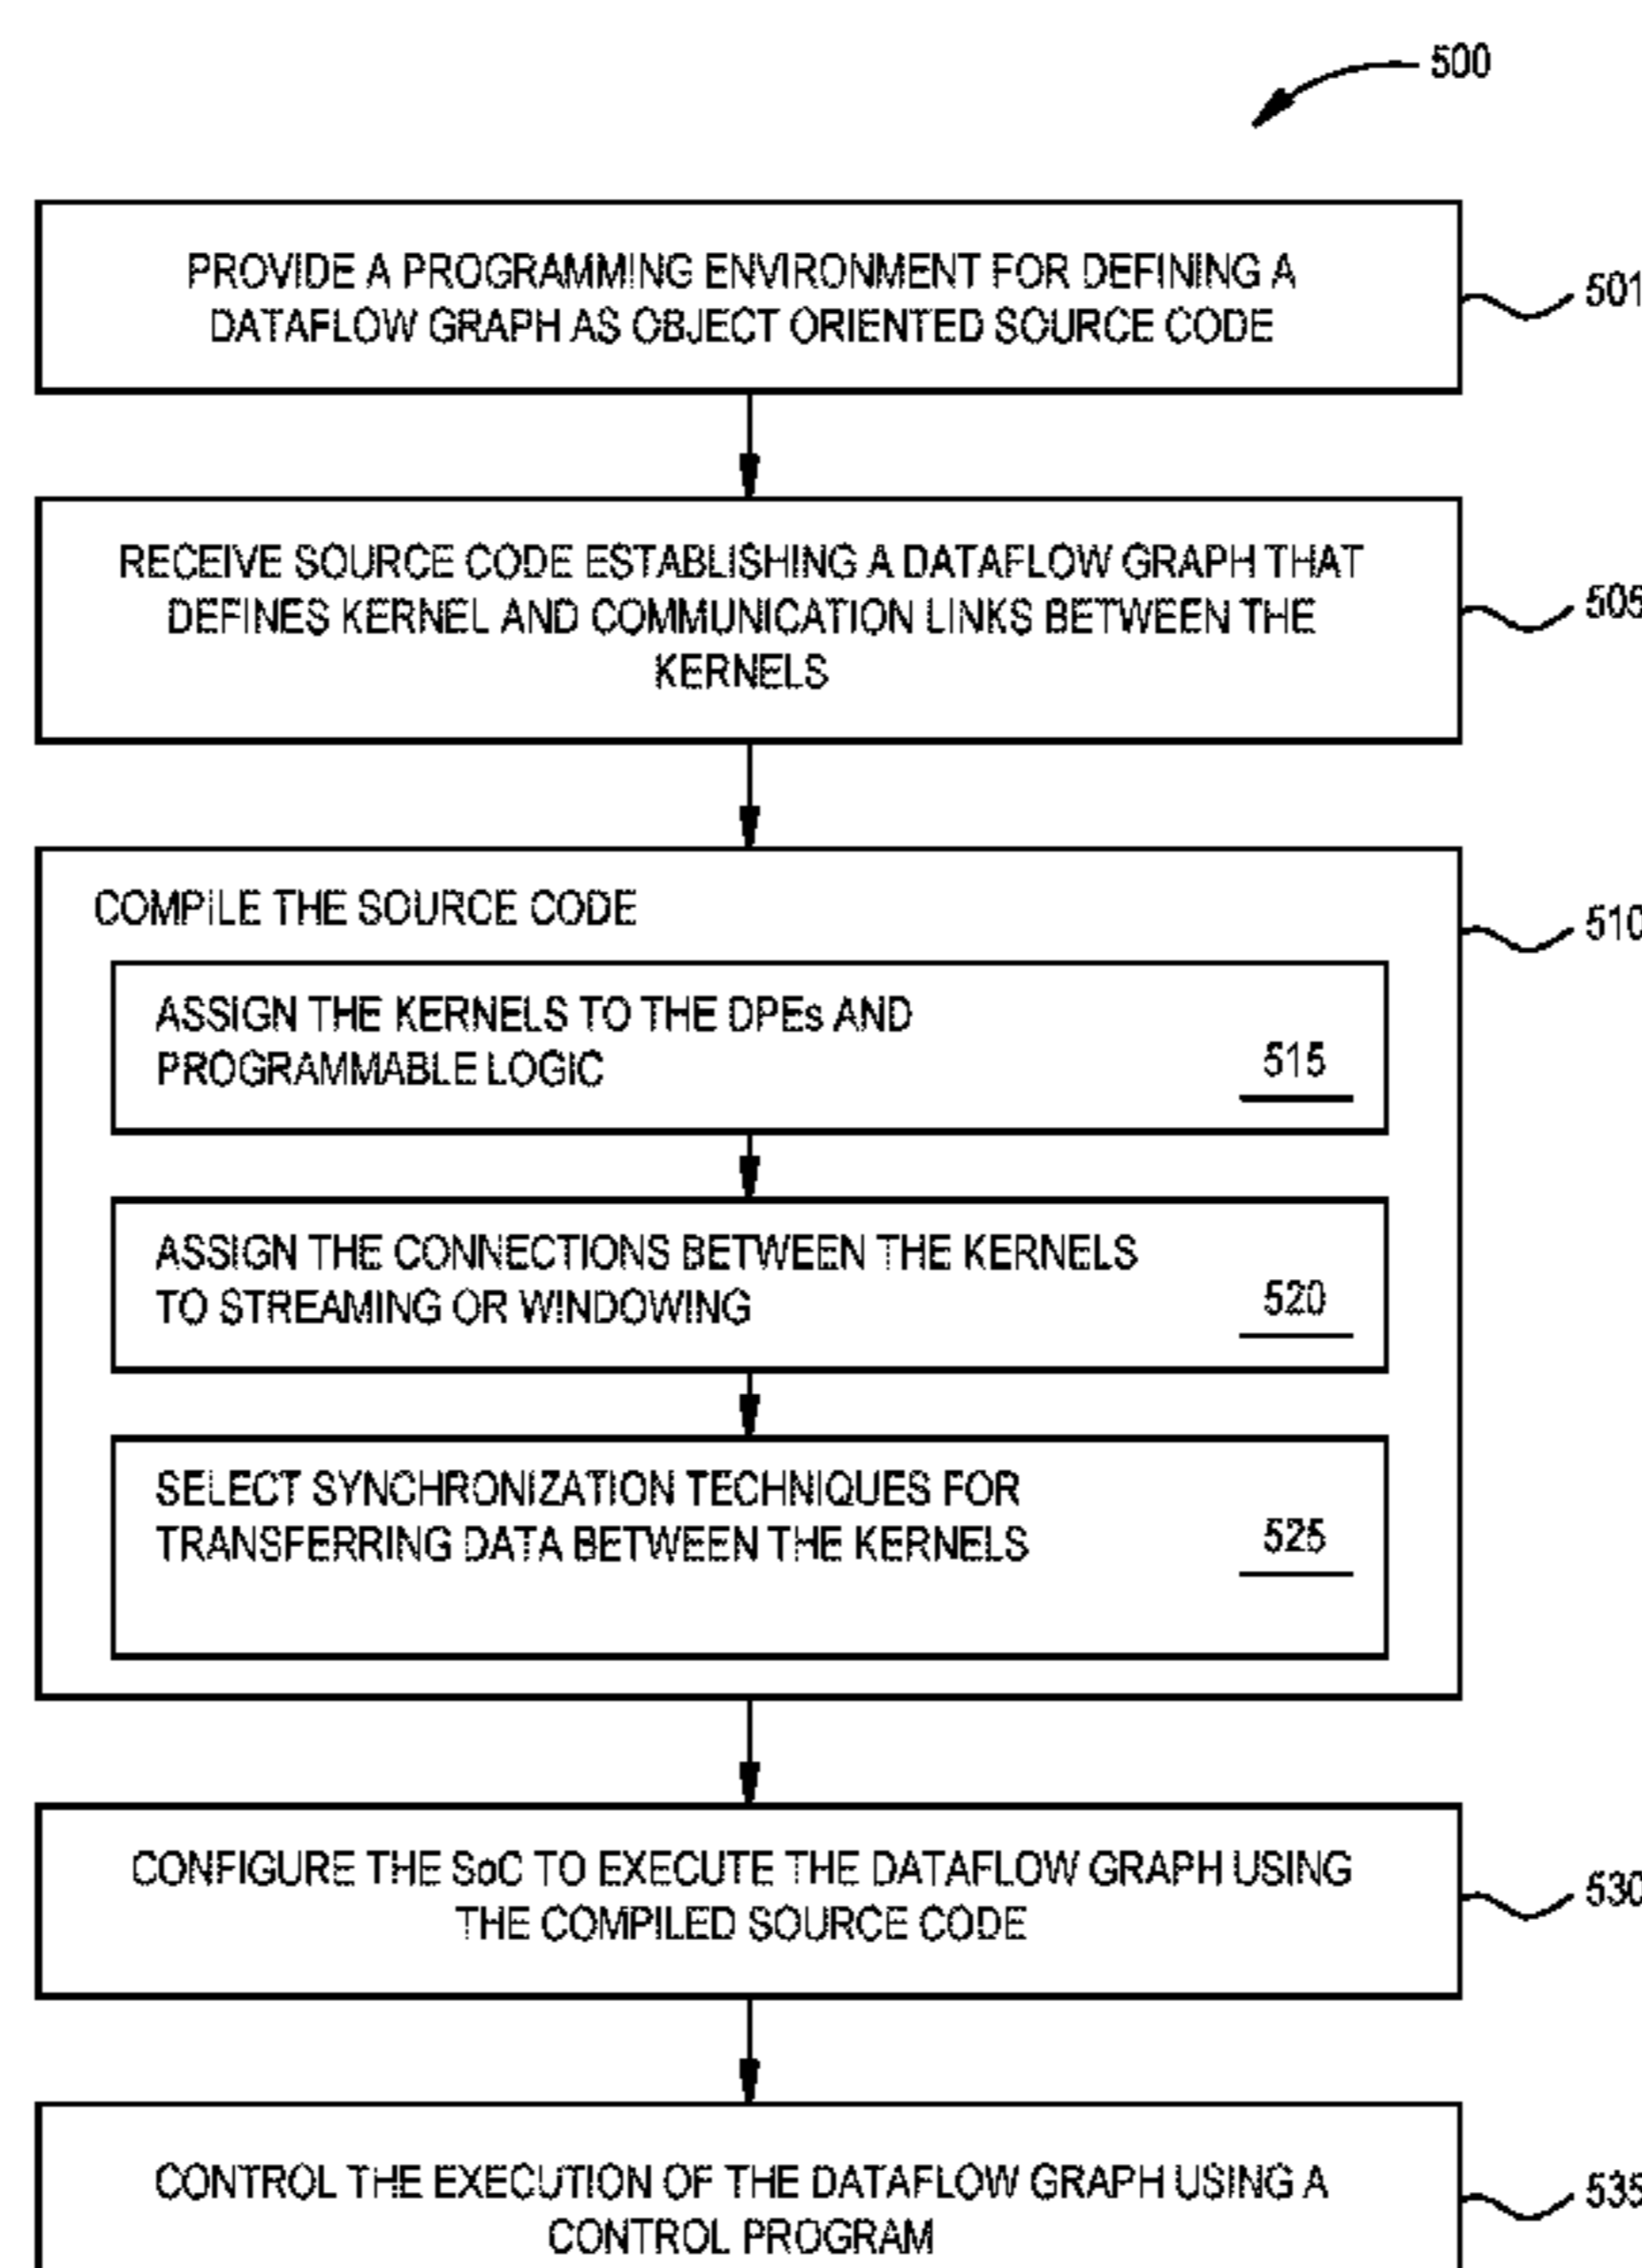 500
PROVIDE A PROGRAMMING ENVIRONMENT FOR DEFINING A
DATAFLOW GRAPH AS OBJECT ORIENTED SOURCE CODE
501
RECEIVE SOURCE CODE ESTABLISHING A DATAFLOW GRAPH THAT
DEFINES KERNEL AND COMMUNICATION LINKS BETWEEN THE
KERNELS
505
COMPILE THE SOURCE CODE
510
ASSIGN THE KERNELS TO THE DPEs AND
PROGRAMMABLE LOGIC
515
ASSIGN THE CONNECTIONS BETWEEN THE KERNELS
TO STREAMING OR WINDOWING
520
SELECT SYNCHRONIZATION TECHNIQUES FOR
TRANSFERRING DATA BETWEEN THE KERNELS
525
CONFIGURE THE SoC TO EXECUTE THE DATAFLOW GRAPH USING
THE COMPILED SOURCE CODE
530
CONTROL THE EXECUTION OF THE DATAFLOW GRAPH USING A
CONTROL PROGRAM
535